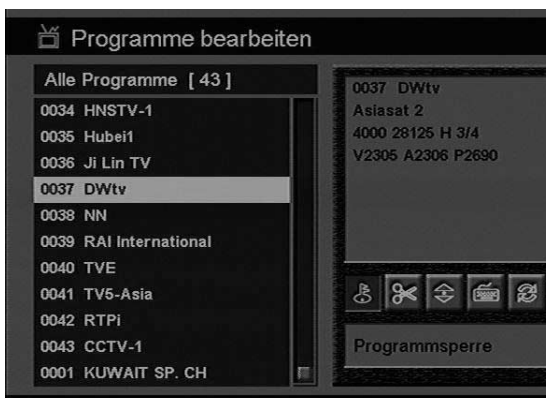 Programme bearbeiten
Alle Programme [ 43 ]
0034 HNSTV-1
0035 Hubei1
0036 Ji Lin TV
0037 DWtv
0038 NN
0039 RAI International
0040 TVE
0041 TV5-Asia
0042 RTPi
0043 CCTV-1
0001 KUWAIT SP. CH
0037 DWtv
Asiasat 2
4000 28125 H 3/4
V2305 A2306 P2690
Programmsperre